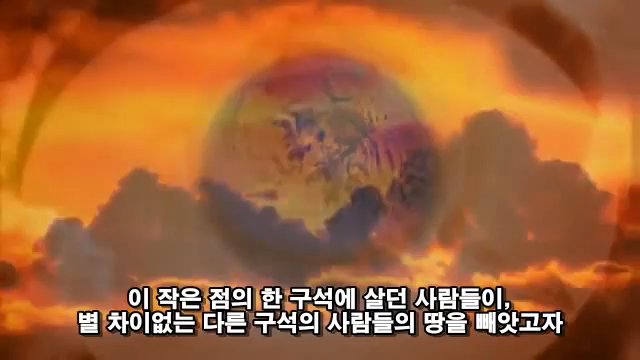 이 작은 점의 한 구석에 살던 사람들이,
별 차이없는 다른 구석의 사람들의 땅을 빼앗고자